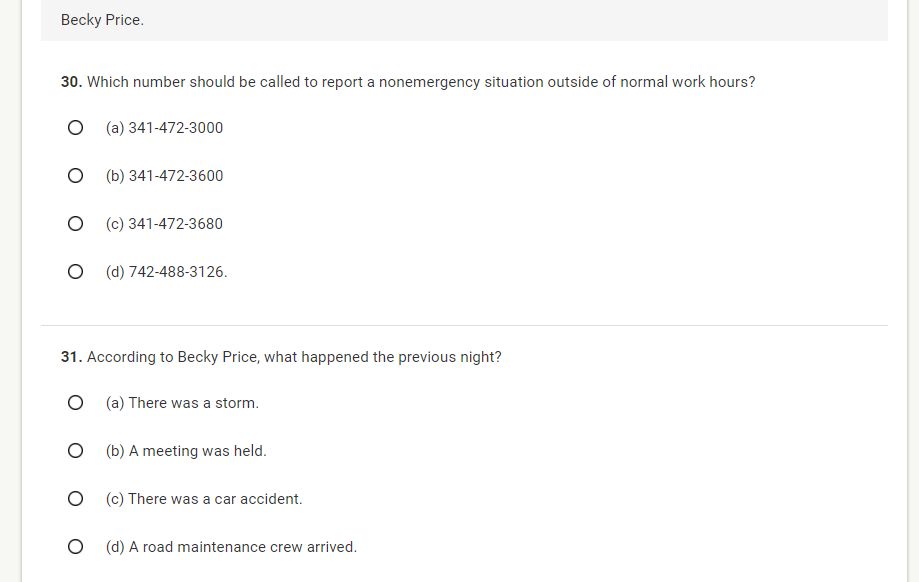 Becky Price.
30. Which number should be called to report a nonemergency situation outside of normal work hours?
(a) 341-472-3000
(b) 341-472-3600
(c) 341-472-3680
(d) 742-488-3126.
31. According to Becky Price, what happened the previous night?
(a) There was a storm.
(b) A meeting was held.
(c) There was a car accident.
(d) A road maintenance crew arrived.